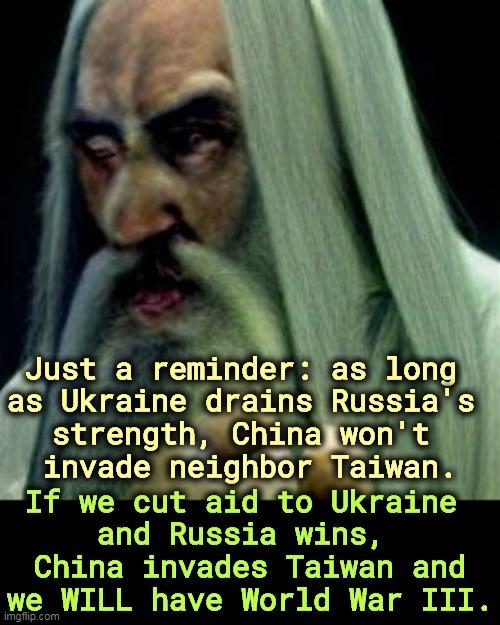 Just a reminder: as long
as Ukraine drains Russia's
strength, China won't
invade neighbor Taiwan.
If we cut aid to Ukraine
and Russia wins,
China invades Taiwan and
we WILL have World War III.
imgflip.com